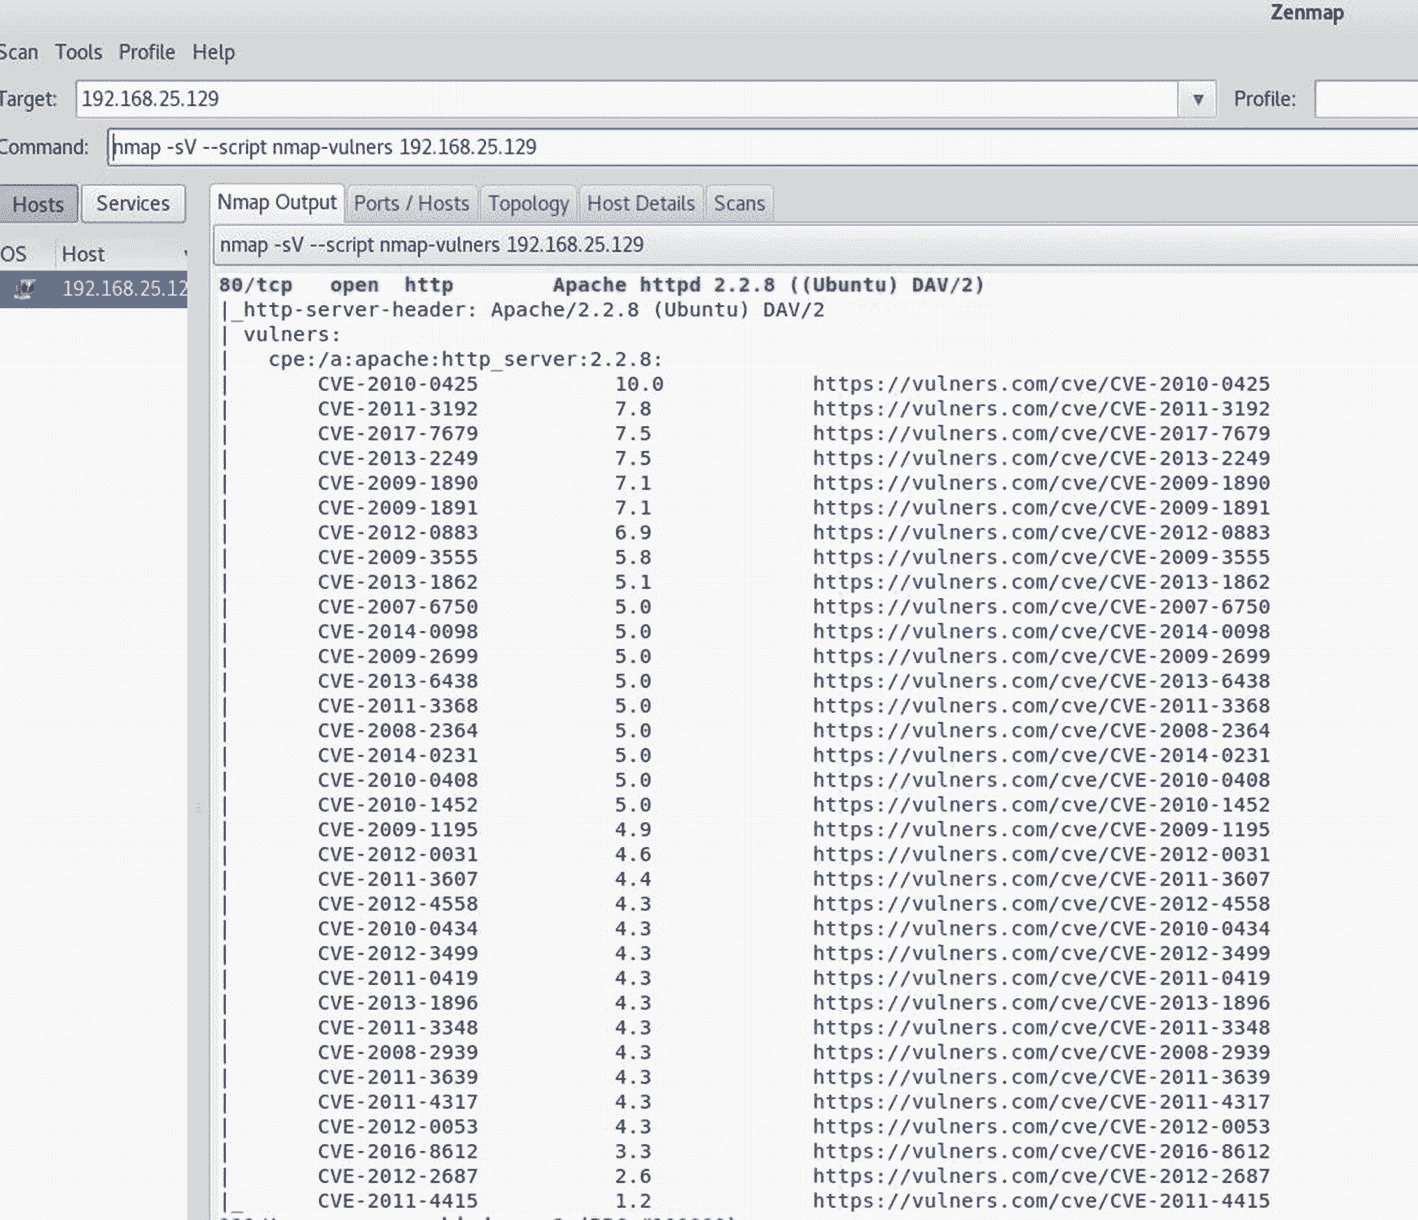 Zenmap
Scan Tools Profile Help
Target: 192.168.25.129 Profile:
Command: nmap -sV --script nmap-vulners 192.168.25.129
Hosts Services Nmap Output Ports / Hosts Topology Host Details Scans
nmap -sV --script nmap-vulners 192.168.25.129
OS Host
192.168.25.12
80/tcp open http Apache httpd 2.2.8 ((Ubuntu) DAV/2)
|_http-server-header: Apache/2.2.8 (Ubuntu) DAV/2
| vulners:
| cpe:/a:apache:http_server:2.2.8:
| CVE-2010-0425 10.0 https://vulners.com/cve/CVE-2010-0425
| CVE-2011-3192 7.8 https://vulners.com/cve/CVE-2011-3192
| CVE-2017-7679 7.5 https://vulners.com/cve/CVE-2017-7679
| CVE-2013-2249 7.5 https://vulners.com/cve/CVE-2013-2249
| CVE-2009-1890 7.1 https://vulners.com/cve/CVE-2009-1890
| CVE-2009-1891 7.1 https://vulners.com/cve/CVE-2009-1891
| CVE-2012-0883 6.9 https://vulners.com/cve/CVE-2012-0883
| CVE-2009-3555 5.8 https://vulners.com/cve/CVE-2009-3555
| CVE-2013-1862 5.1 https://vulners.com/cve/CVE-2013-1862
| CVE-2007-6750 5.0 https://vulners.com/cve/CVE-2007-6750
| CVE-2014-0098 5.0 https://vulners.com/cve/CVE-2014-0098
| CVE-2009-2699 5.0 https://vulners.com/cve/CVE-2009-2699
| CVE-2013-6438 5.0 https://vulners.com/cve/CVE-2013-6438
| CVE-2011-3368 5.0 https://vulners.com/cve/CVE-2011-3368
| CVE-2008-2364 5.0 https://vulners.com/cve/CVE-2008-2364
| CVE-2014-0231 5.0 https://vulners.com/cve/CVE-2014-0231
| CVE-2010-0408 5.0 https://vulners.com/cve/CVE-2010-0408
| CVE-2010-1452 5.0 https://vulners.com/cve/CVE-2010-1452
| CVE-2009-1195 4.9 https://vulners.com/cve/CVE-2009-1195
| CVE-2012-0031 4.6 https://vulners.com/cve/CVE-2012-0031
| CVE-2011-3607 4.4 https://vulners.com/cve/CVE-2011-3607
| CVE-2012-4558 4.3 https://vulners.com/cve/CVE-2012-4558
| CVE-2010-0434 4.3 https://vulners.com/cve/CVE-2010-0434
| CVE-2012-3499 4.3 https://vulners.com/cve/CVE-2012-3499
| CVE-2011-0419 4.3 https://vulners.com/cve/CVE-2011-0419
| CVE-2013-1896 4.3 https://vulners.com/cve/CVE-2013-1896
| CVE-2011-3348 4.3 https://vulners.com/cve/CVE-2011-3348
| CVE-2008-2939 4.3 https://vulners.com/cve/CVE-2008-2939
| CVE-2011-3639 4.3 https://vulners.com/cve/CVE-2011-3639
| CVE-2011-4317 4.3 https://vulners.com/cve/CVE-2011-4317
| CVE-2012-0053 4.3 https://vulners.com/cve/CVE-2012-0053
| CVE-2016-8612 3.3 https://vulners.com/cve/CVE-2016-8612
| CVE-2012-2687 2.6 https://vulners.com/cve/CVE-2012-2687
|_ CVE-2011-4415 1.2 https://vulners.com/cve/CVE-2011-4415